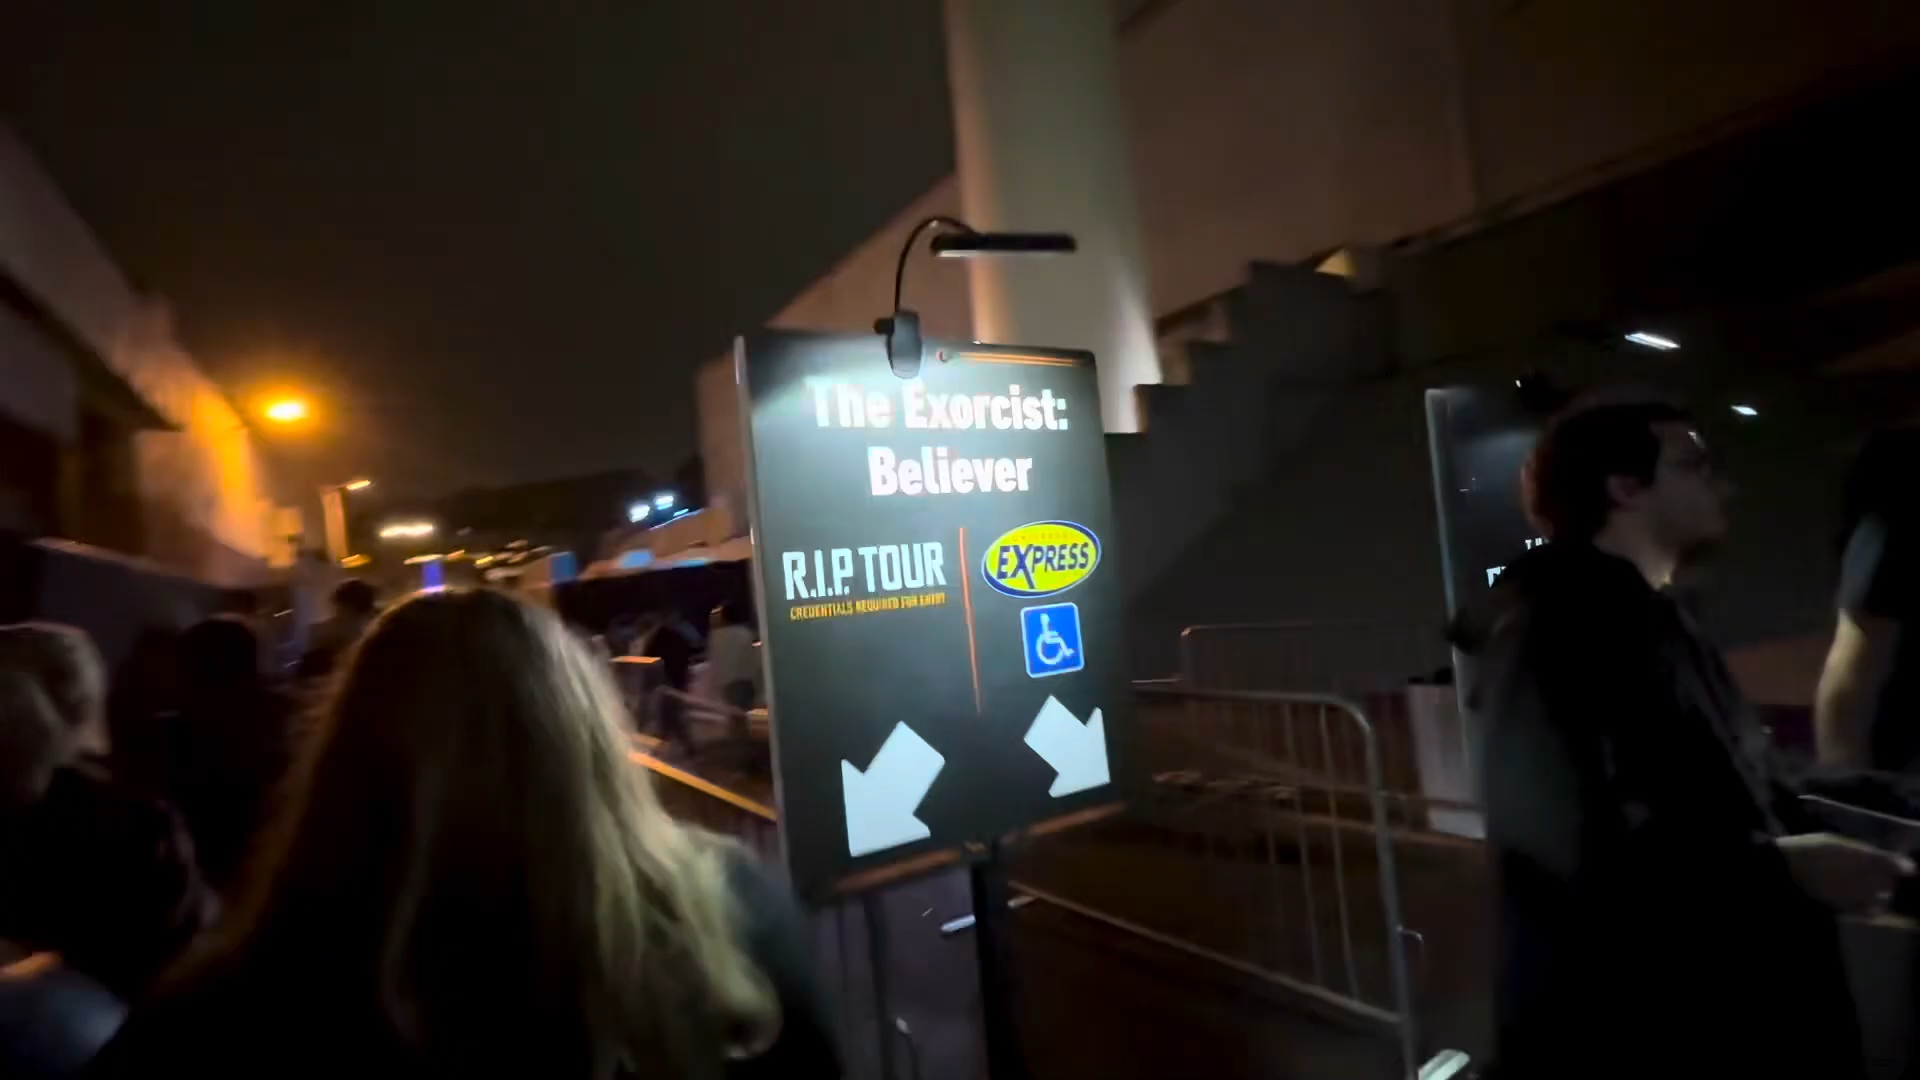 The Exorcist:
Believer
R.I.P. TOUR
CREDENTIALS REQUIRED FOR ENTRY
EXPRESS